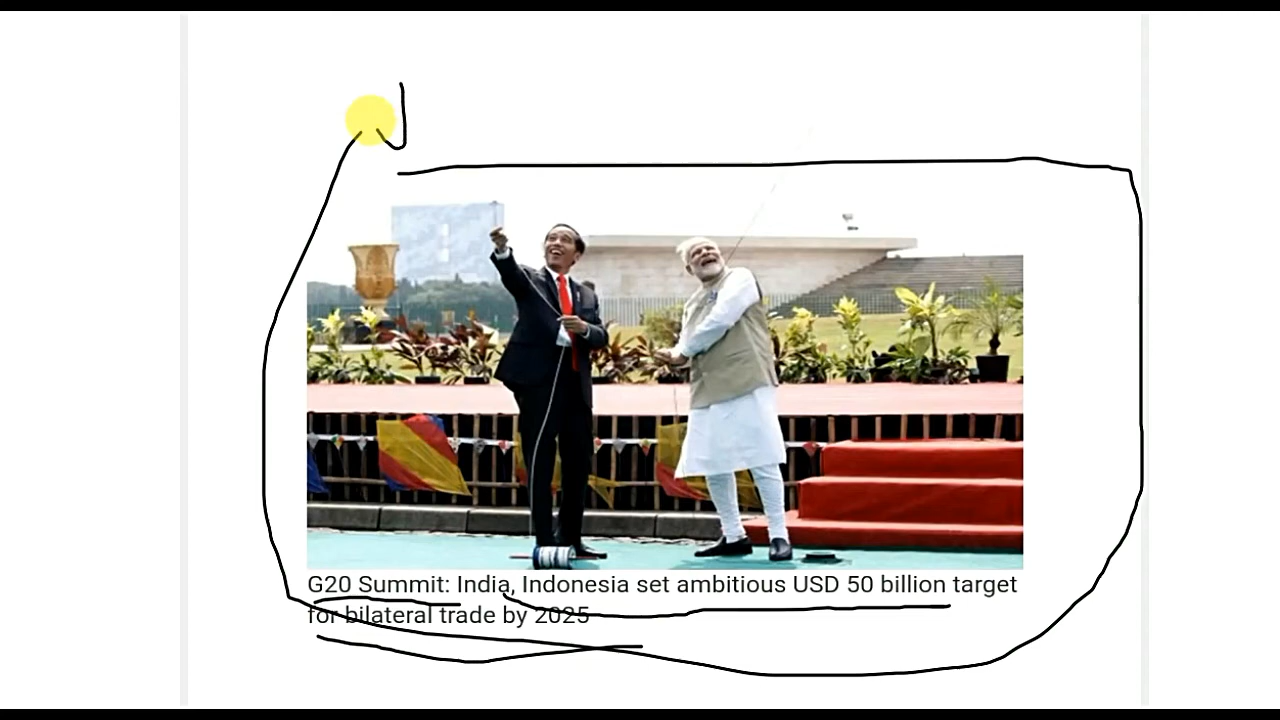 G20 Summit: India, Indonesia set ambitious USD 50 billion target
for bilateral trade by 2025